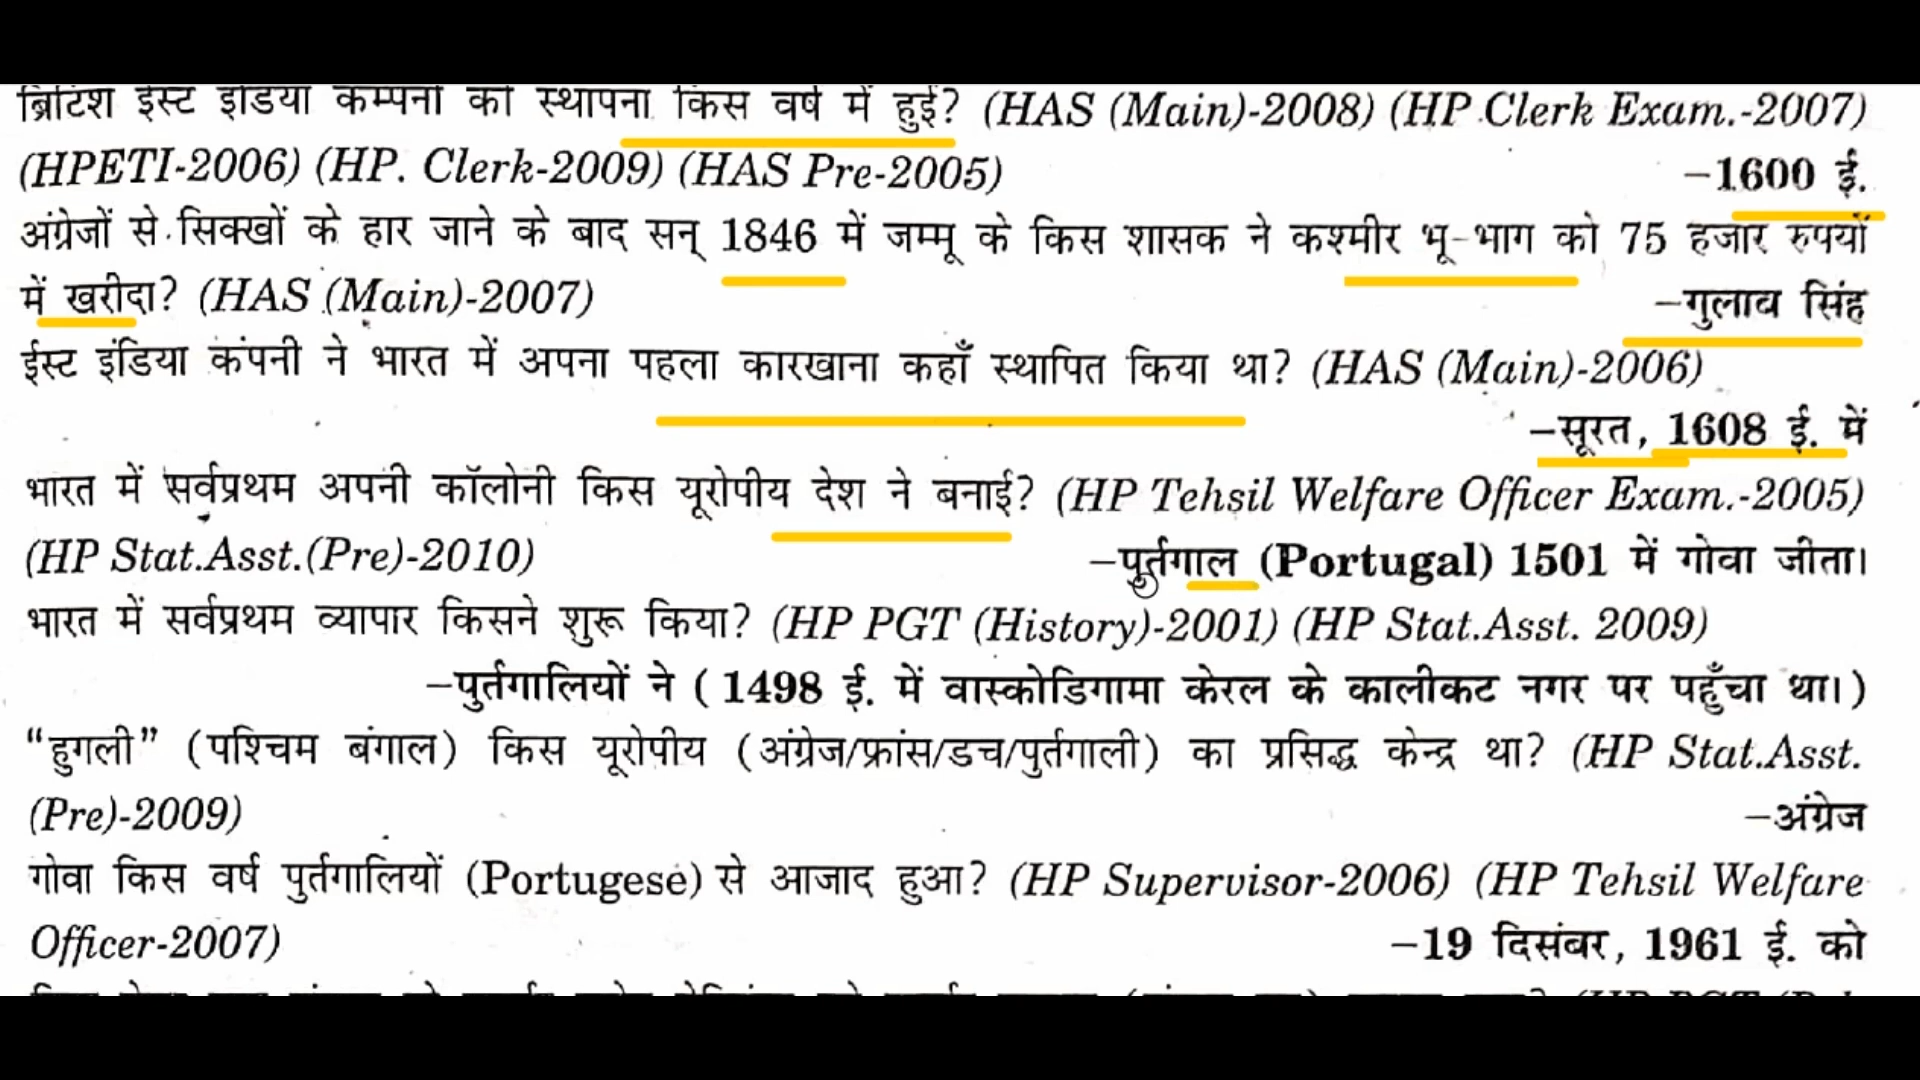 ब्रिटिश ईस्ट इंडिया कम्पनी की स्थापना किस वर्ष में हुई? (HAS (Main)-2008) (HP Clerk Exam.-2007)
(HPETI-2006) (HP. Clerk-2009) (HAS Pre-2005) –1600 ई.
अंग्रेजों से सिक्खों के हार जाने के बाद सन् 1846 में जम्मू के किस शासक ने कश्मीर भू-भाग को 75 हजार रुपयों
में खरीदा? (HAS (Main)-2007) –गुलाब सिंह
ईस्ट इंडिया कंपनी ने भारत में अपना पहला कारखाना कहाँ स्थापित किया था? (HAS (Main)-2006)
–सूरत, 1608 ई. में
भारत में सर्वप्रथम अपनी कॉलोनी किस यूरोपीय देश ने बनाई? (HP Tehsil Welfare Officer Exam.-2005)
(HP Stat.Asst.(Pre)-2010) –पुर्तगाल (Portugal) 1501 में गोवा जीता।
भारत में सर्वप्रथम व्यापार किसने शुरू किया? (HP PGT (History)-2001) (HP Stat.Asst. 2009)
–पुर्तगालियों ने ( 1498 ई. में वास्कोडिगामा केरल के कालीकट नगर पर पहुँचा था।)
“हुगली” (पश्चिम बंगाल) किस यूरोपीय (अंग्रेज/फ्रांस/डच/पुर्तगाली) का प्रसिद्ध केन्द्र था? (HP Stat.Asst.
(Pre)-2009) –अंग्रेज
गोवा किस वर्ष पुर्तगालियों (Portugese) से आजाद हुआ? (HP Supervisor-2006) (HP Tehsil Welfare
Officer-2007) –19 दिसंबर, 1961 ई. को